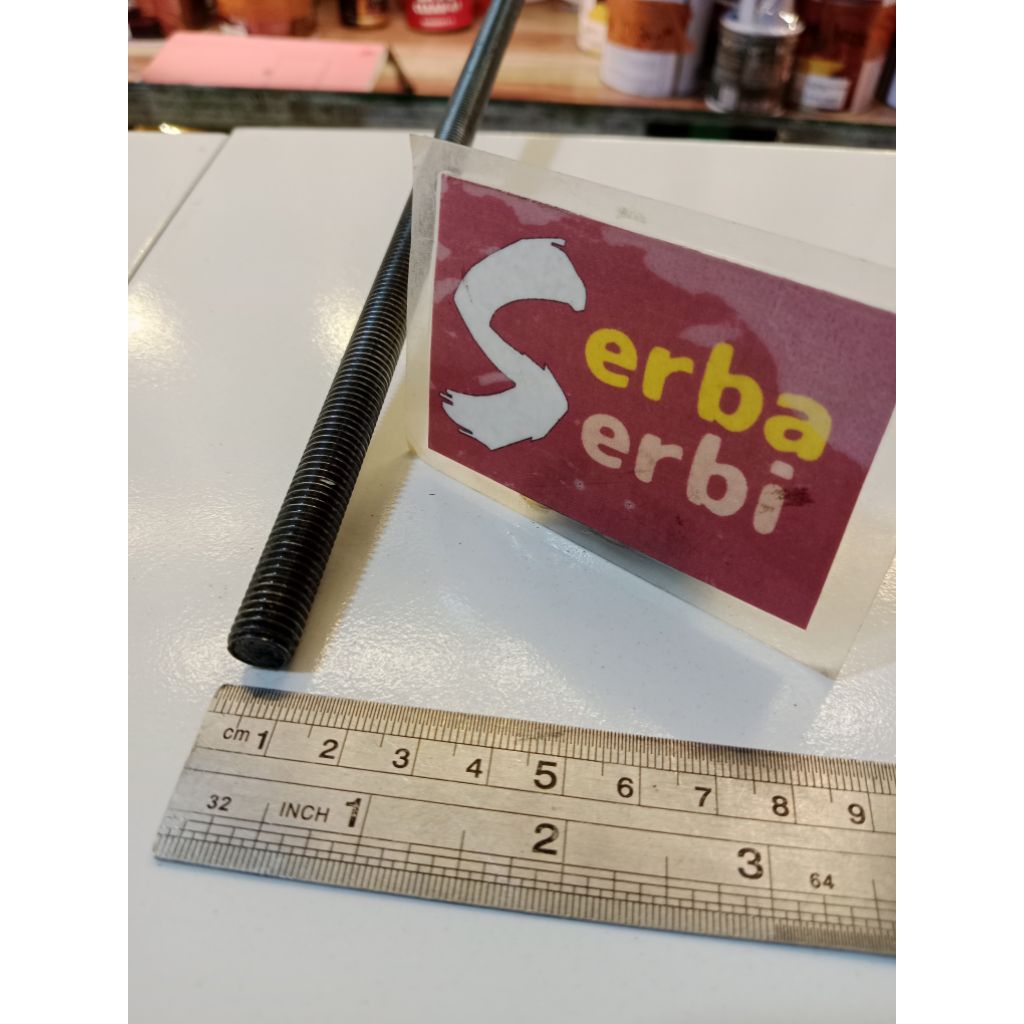 Serba
Serbi
cm 1 2 3 4 5 6 7 8 9
32 INCH 1 2 3 64